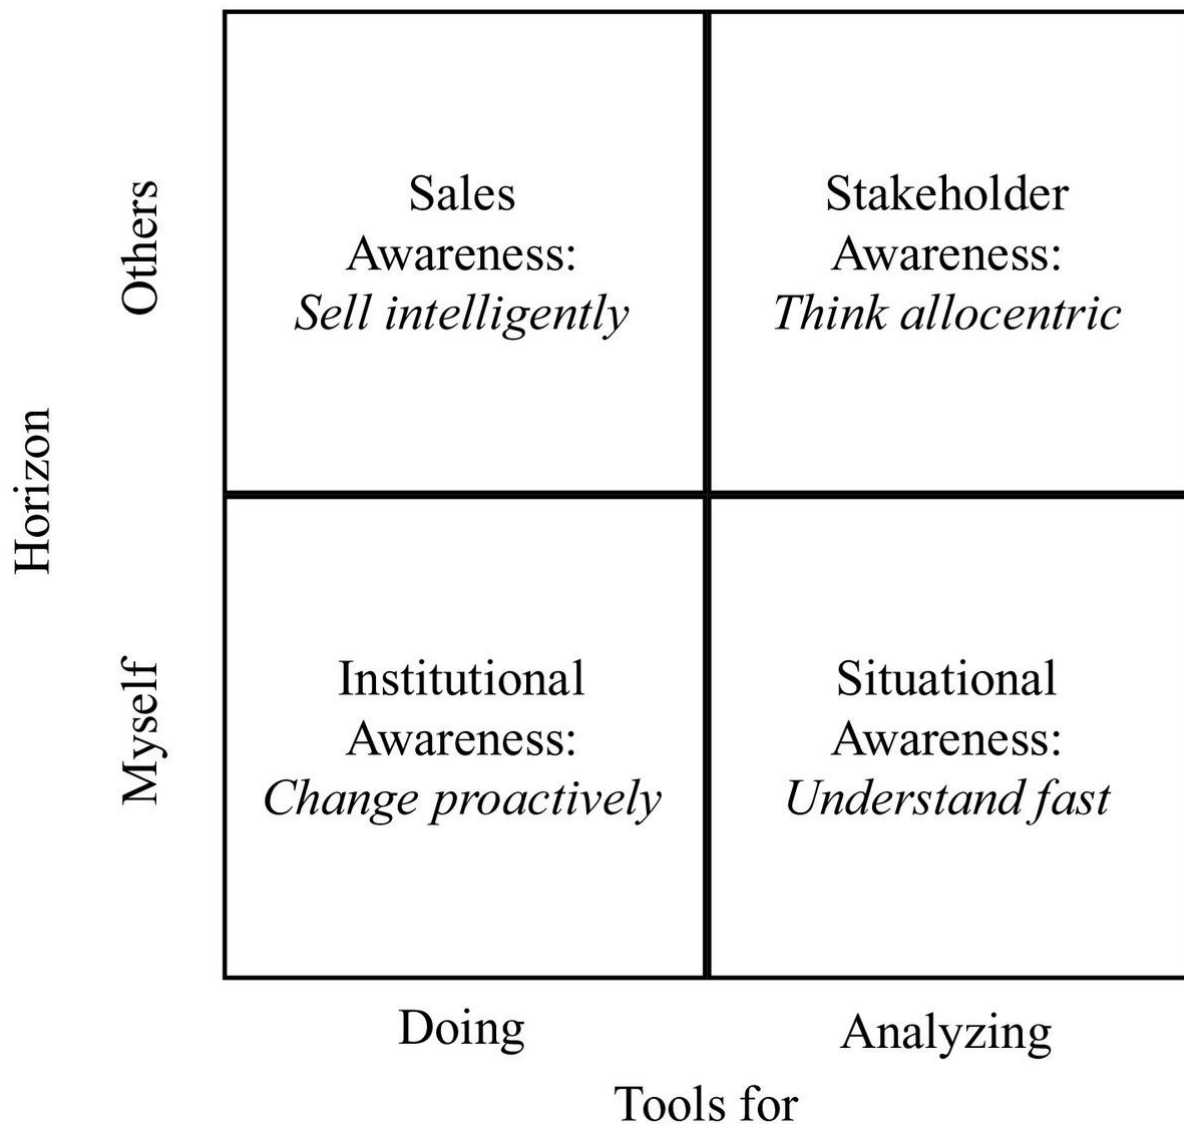 Horizon
Others
Sales
Awareness:
Sell intelligently
Stakeholder
Awareness:
Think allocentric
Myself
Institutional
Awareness:
Change proactively
Situational
Awareness:
Understand fast
Doing
Analyzing
Tools for